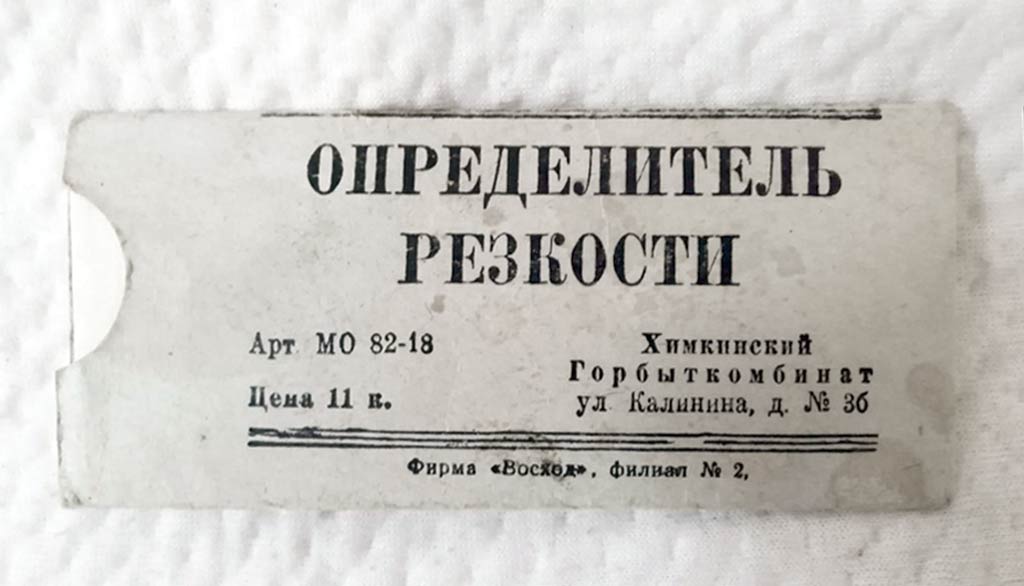 ОПРЕДЕЛИТЕЛЬ
РЕЗКОСТИ
Арт. МО 82-18
Цена 11 к.
Химкинский
Горбыткомбинат
ул. Калинина, д. № 3б
Фирма «Восход», филиал № 2,